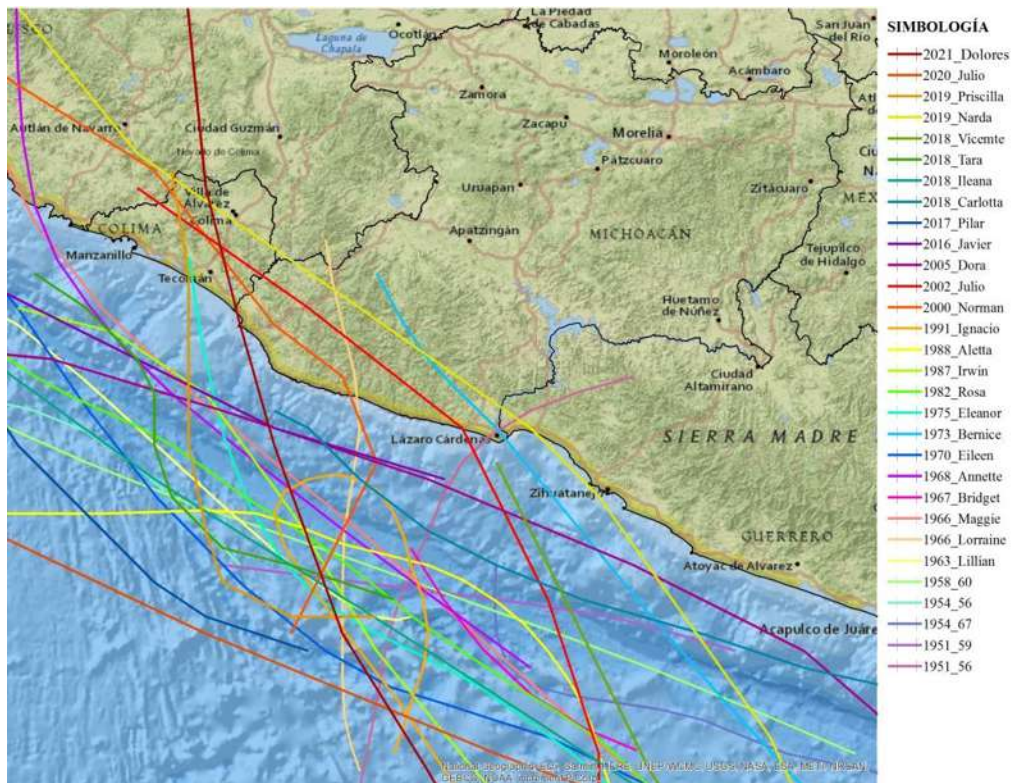 La Piedad
de Cabadas
San Juan
del Río
SIMBOLOGÍA
2021_Dolores
2020_Julio
2019_Priscilla
2019_Narda
2018_Vicemte
2018_Tara
2018_Ileana
2018_Carlotta
2017_Pilar
2016_Javier
2005_Dora
2002_Julio
2000_Norman
1991_Ignacio
1988_Aletta
1987_Irwin
1982_Rosa
1975_Eleanor
1973_Bernice
1970_Eileen
1968_Annette
1967_Bridget
1966_Maggie
1966_Lorraine
1963_Lillian
1958_60
1954_56
1954_67
1951_59
1951_56
Laguna de
Chapala
Ocotlán
Moroleón
Acámbaro
Zamora
Zacapu
Morelia
Autlán de Navarro
Ciudad Guzmán
Nevado de Colima
Pátzcuaro
Uruapan
Zitácuaro
Villa de
Álvarez
Colima
COLIMA
Apatzingán
MICHOACÁN
Manzanillo
Tecomán
Tejupilco
de Hidalgo
Huetamo
de Núñez
Ciudad
Altamirano
Lázaro Cárdenas
SIERRA MADRE
Zihuatanejo
GUERRERO
Atoyac de Alvarez
Acapulco de Juáre